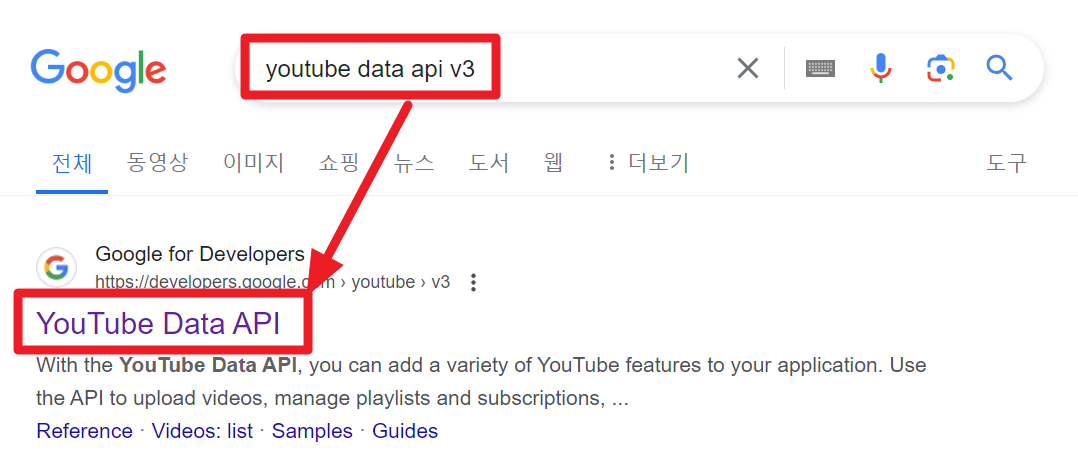 Google
youtube data api v3
전체 동영상 이미지 쇼핑 뉴스 도서 웹 더보기 도구
Google for Developers
https://developers.google.com › youtube › v3
YouTube Data API
With the YouTube Data API, you can add a variety of YouTube features to your application. Use
the API to upload videos, manage playlists and subscriptions, ...
Reference · Videos: list · Samples · Guides